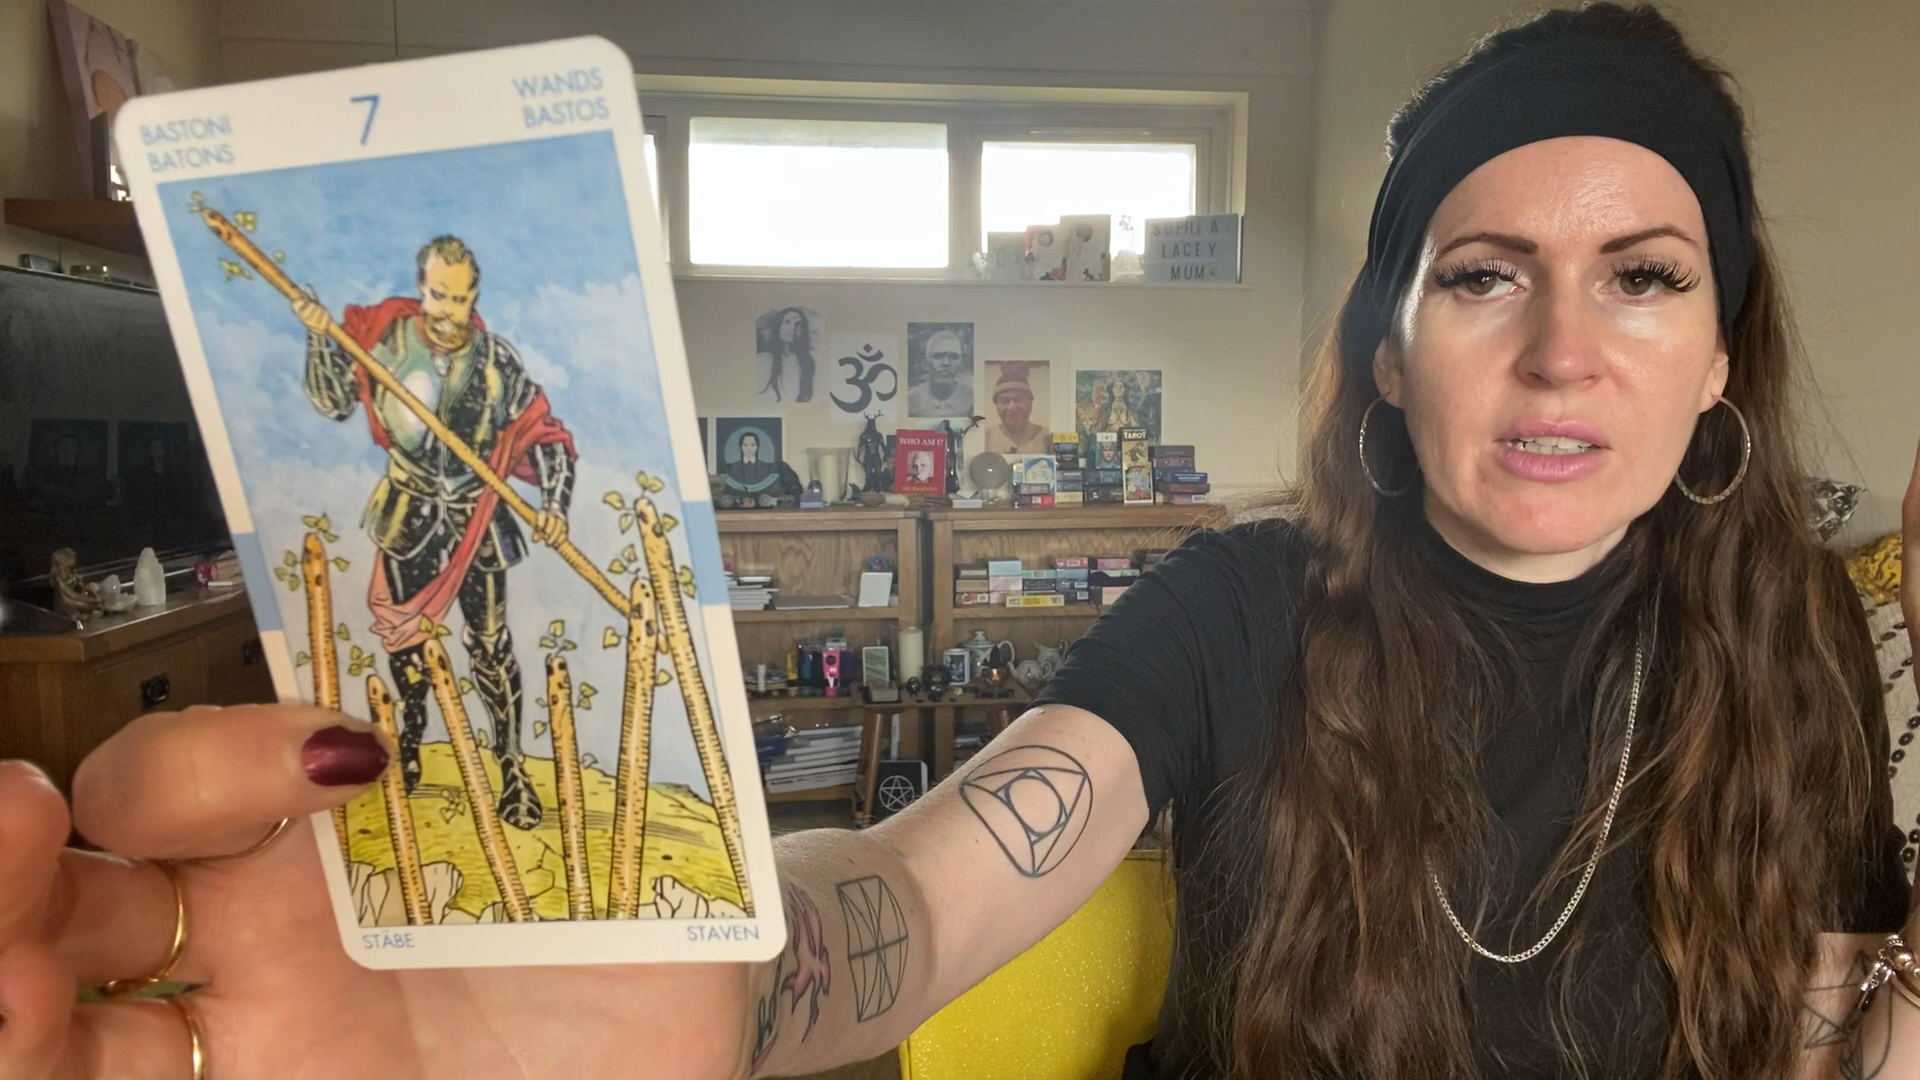 BASTONI
BATONS
7
WANDS
BASTOS
STÄBE
STAVEN
SOPHIA
LACEY
MUM
ॐ
WHO AM I?
TAROT